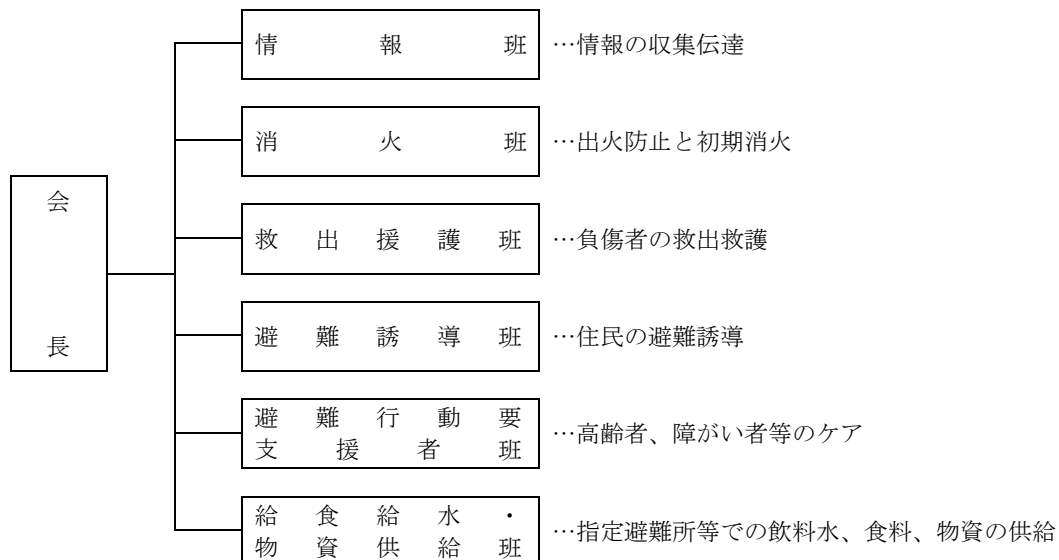 会長
情報班 …情報の収集伝達
消火班 …出火防止と初期消火
救出援護班 …負傷者の救出救護
避難誘導班 …住民の避難誘導
避難行動要
支援者班 …高齢者、障がい者等のケア
給食給水・
物資供給班 …指定避難所等での飲料水、食料、物資の供給